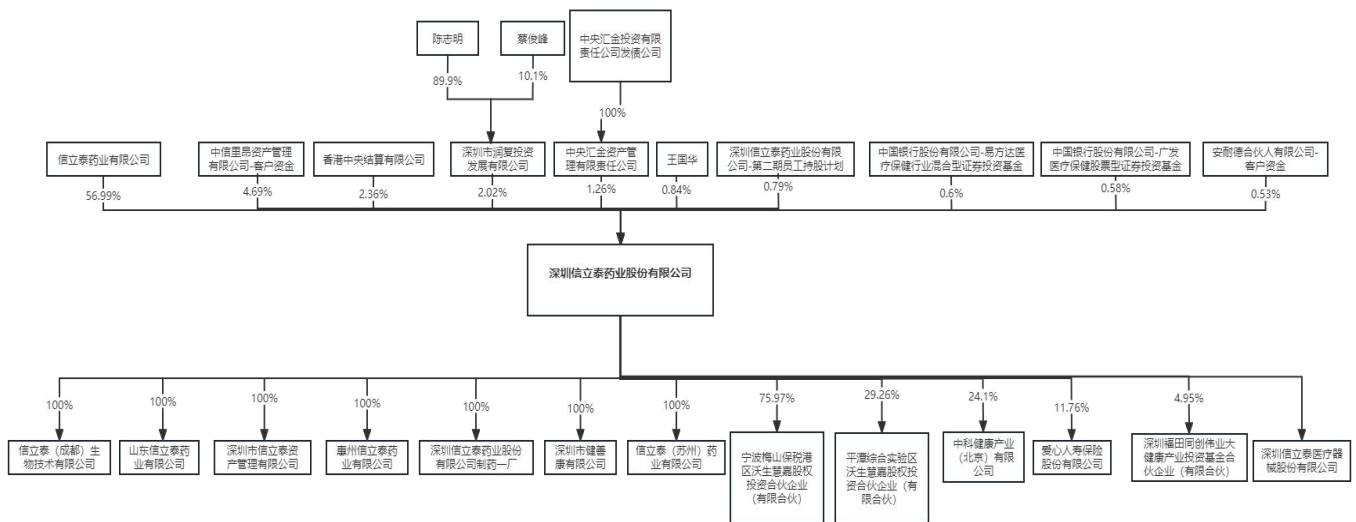 陈志明
蔡俊峰
中央汇金投资有限
责任公司发债公司
89.9%
10.1%
100%
信立泰药业有限公司
中信里昂资产管理
有限公司-客户资金
香港中央结算有限公司
深圳市润复投资
发展有限公司
中央汇金资产管
理有限责任公司
王国华
深圳信立泰药业股份有限
公司-第二期员工持股计划
中国银行股份有限公司-易方达医
疗保健行业混合型证券投资基金
中国银行股份有限公司-广发
医疗保健股票型证券投资基金
安耐德合伙人有限公司-
客户资金
56.99%
4.69%
2.36%
2.02%
1.26%
0.84%
0.79%
0.6%
0.58%
0.53%
深圳信立泰药业股份有限公司
100%
100%
100%
100%
100%
100%
100%
75.97%
29.26%
24.1%
11.76%
4.95%
信立泰（成都）生
物技术有限公司
山东信立泰药
业有限公司
深圳市信立泰资
产管理有限公司
惠州信立泰药
业有限公司
深圳信立泰药业股份
有限公司制药一厂
深圳市健善
康有限公司
信立泰（苏州）药
业有限公司
宁波梅山保税港
区沃生慧嘉股权
投资合伙企业
（有限合伙）
平潭综合实验区
沃生慧嘉股权投
资合伙企业（有
限合伙）
中科健康产业
（北京）有限公
司
爱心人寿保险
股份有限公司
深圳福田同创伟业大
健康产业投资基金合
伙企业（有限合伙）
深圳信立泰医疗器
械股份有限公司